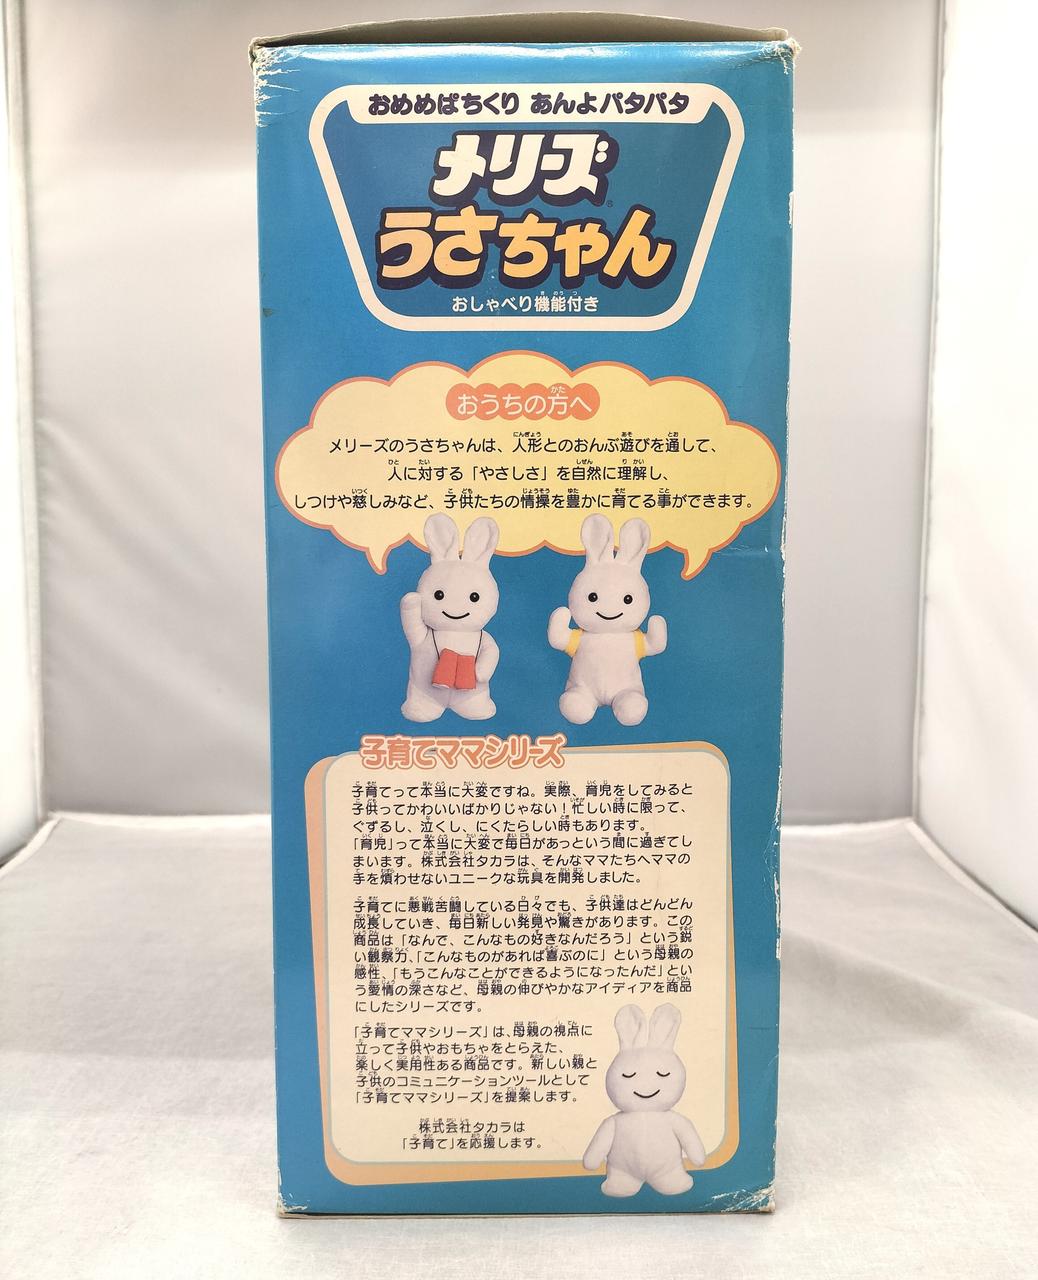 おめめぱちくり あんよパタパタ
メリーズ®
うさちゃん
おしゃべり機能付き
おうちの方へ
メリーズのうさちゃんは、人形とのおんぶ遊びを通して、
人に対する「やさしさ」を自然に理解し、
しつけや慈しみなど、子供たちの情操を豊かに育てる事ができます。
子育てママシリーズ
子育てって本当に大変ですね。実際、育児をしてみると
子供ってかわいいばかりじゃない！忙しい時に限って、
ぐずるし、泣くし、にくたらしい時もあります。
「育児」って本当に大変で毎日があっという間に過ぎてし
まいます。株式会社タカラは、そんなママたちへママの
手を煩わせないユニークな玩具を開発しました。
子育てに悪戦苦闘している日々でも、子供達はどんどん
成長していき、毎日新しい発見や驚きがあります。この
商品は「なんで、こんなもの好きなんだろう」という鋭
い観察力、「こんなものがあれば喜ぶのに」という母親の
感性、「もうこんなことができるようになったんだ」とい
う愛情の深さなど、母親の伸びやかなアイディアを商品
にしたシリーズです。
「子育てママシリーズ」は、母親の視点に
立って子供やおもちゃをとらえた、
楽しく実用性ある商品です。新しい親と
子供のコミュニケーションツールとして
「子育てママシリーズ」を提案します。
株式会社タカラは
「子育て」を応援します。